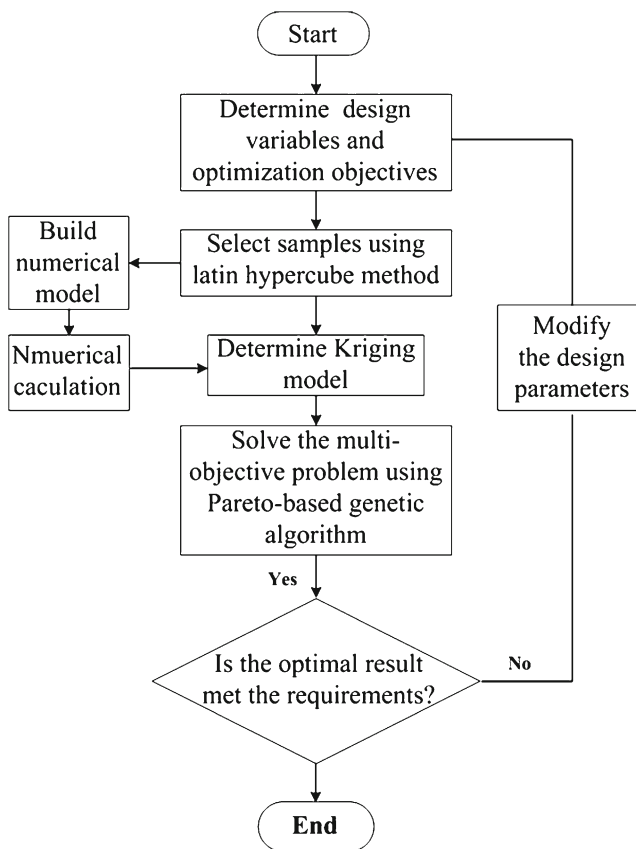 Start
Determine design
variables and
optimization objectives
Build
numerical
model
Select samples using
latin hypercube method
Nmuerical
caculation
Determine Kriging
model
Modify
the design
parameters
Solve the multi-
objective problem using
Pareto-based genetic
algorithm
Yes
Is the optimal result
met the requirements?
No
End